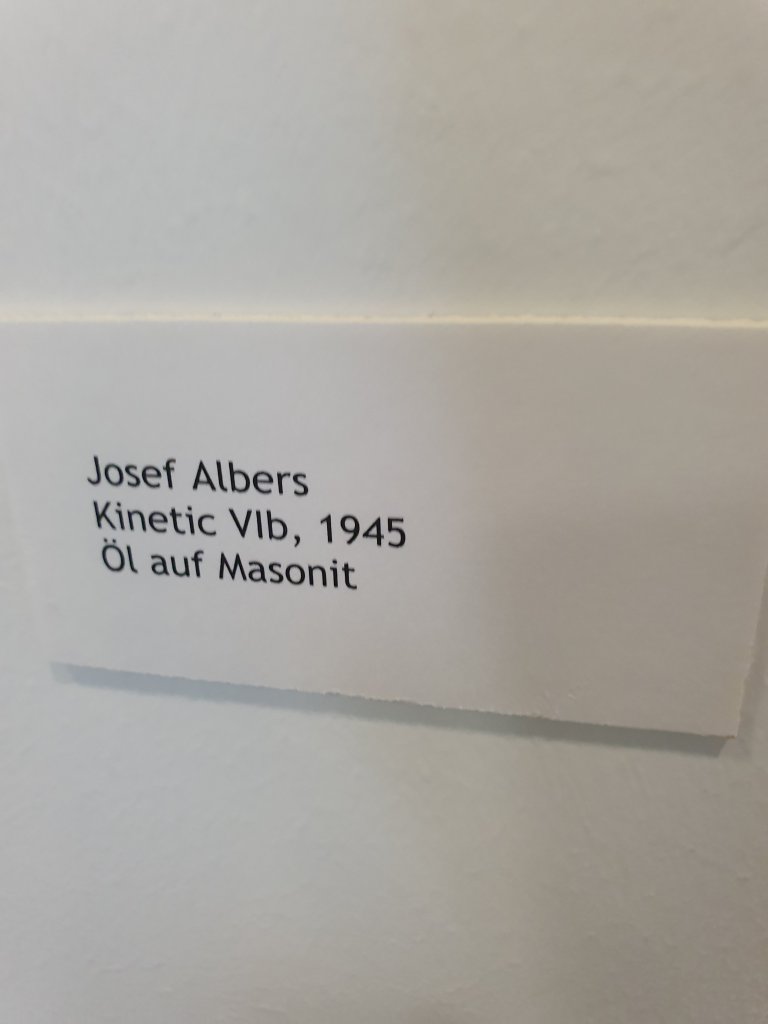 Josef Albers
Kinetic VIb, 1945
Öl auf Masonit